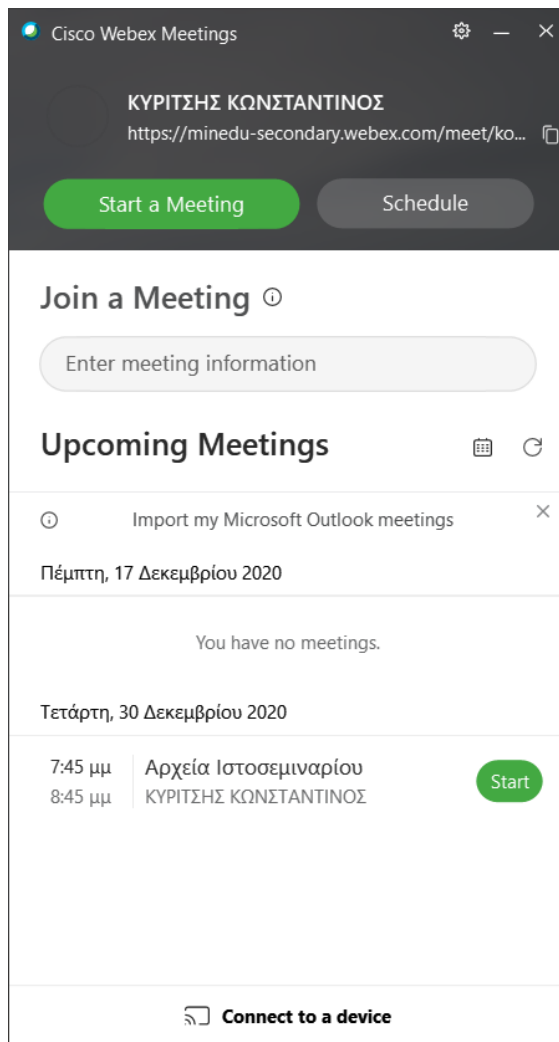 Cisco Webex Meetings
ΚΥΡΙΤΣΗΣ ΚΩΝΣΤΑΝΤΙΝΟΣ
https://minedu-secondary.webex.com/meet/ko...
Start a Meeting
Schedule
Join a Meeting
Enter meeting information
Upcoming Meetings
Import my Microsoft Outlook meetings
Πέμπτη, 17 Δεκεμβρίου 2020
You have no meetings.
Τετάρτη, 30 Δεκεμβρίου 2020
7:45 μμ Αρχεία Ιστοσεμιναρίου
8:45 μμ ΚΥΡΙΤΣΗΣ ΚΩΝΣΤΑΝΤΙΝΟΣ
Start
Connect to a device